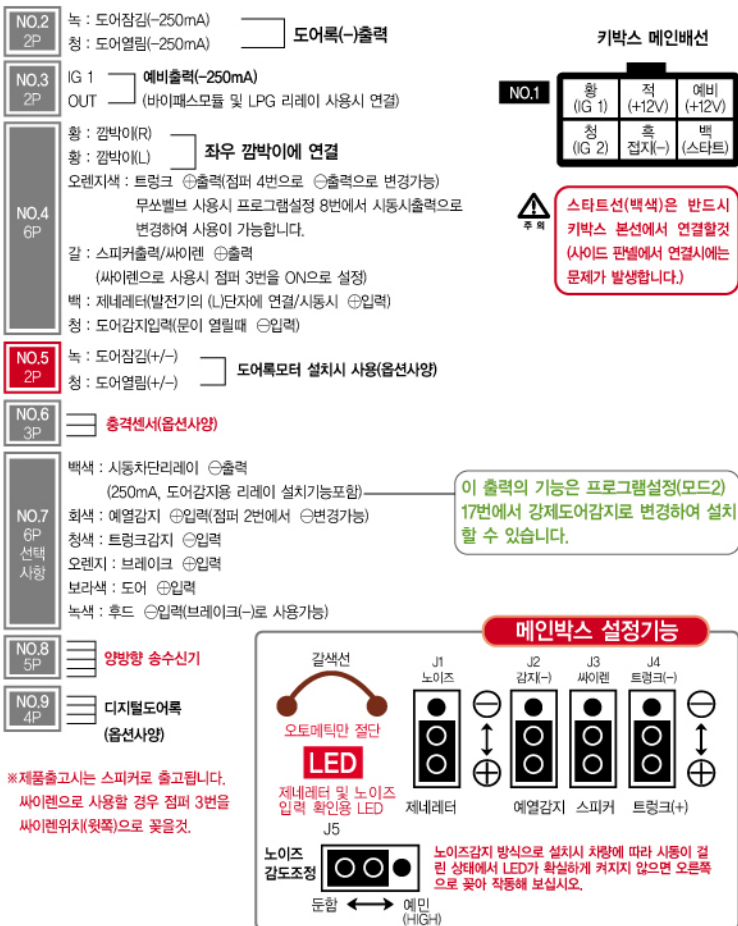 NO.2
2P
녹 : 도어잠김(-250mA)
청 : 도어열림(-250mA)
도어록(-)출력
NO.3
2P
IG 1
OUT
예비출력(-250mA)
(바이패스모듈 및 LPG 리레이 사용시 연결)
NO.4
6P
황 : 깜박이(R)
황 : 깜박이(L)
좌우 깜박이에 연결
오렌지색 : 트렁크 ⊕출력(점퍼 4번으로 ⊖출력으로 변경가능)
무쏘벨브 사용시 프로그램설정 8번에서 시동시출력으로
변경하여 사용이 가능합니다.
갈 : 스피커출력/싸이렌 ⊕출력
(싸이렌으로 사용시 점퍼 3번을 ON으로 설정)
백 : 제네레터(발전기의 (L)단자에 연결/시동시 ⊕입력)
청 : 도어감지입력(문이 열릴때 ⊖입력)
NO.5
2P
녹 : 도어잠김(+/-)
청 : 도어열림(+/-)
도어록모터 설치시 사용(옵션사양)
NO.6
3P
충격센서(옵션사양)
NO.7
6P
선택
사항
백색 : 시동차단리레이 ⊖출력
(250mA, 도어감지용 리레이 설치기능포함)
회색 : 예열감지 ⊕입력(점퍼 2번에서 ⊖변경가능)
청색 : 트렁크감지 ⊖입력
오렌지 : 브레이크 ⊕입력
보라색 : 도어 ⊕입력
녹색 : 후드 ⊖입력(브레이크(-)로 사용가능)
이 출력의 기능은 프로그램설정(모드2)
17번에서 강제도어감지로 변경하여 설치
할 수 있습니다.
NO.8
5P
양방향 송수신기
NO.9
4P
디지털도어록
(옵션사양)
※제품출고시는 스피커로 출고됩니다.
싸이렌으로 사용할 경우 점퍼 3번을
싸이렌위치(윗쪽)으로 꽂을것.
키박스 메인배선
NO.1
황 적 예비
(IG 1) (+12V) (+12V)
청 흑 백
(IG 2) 접지(-) (스타트)
주 의
스타트선(백색)은 반드시
키박스 본선에서 연결할것
(사이드 판넬에서 연결시에는
문제가 발생합니다.)
메인박스 설정기능
갈색선
오토메틱만 절단
LED
제네레터 및 노이즈
입력 확인용 LED
J1 J2 J3 J4
노이즈 감지(-) 싸이렌 트렁크(-)
제네레터 예열감지 스피커 트렁크(+)
J5
노이즈
감도조정
둔함 예민
(HIGH)
노이즈감지 방식으로 설치시 차량에 따라 시동이 걸
린 상태에서 LED가 확실하게 켜지지 않으면 오른쪽
으로 꽂아 작동해 보십시오.